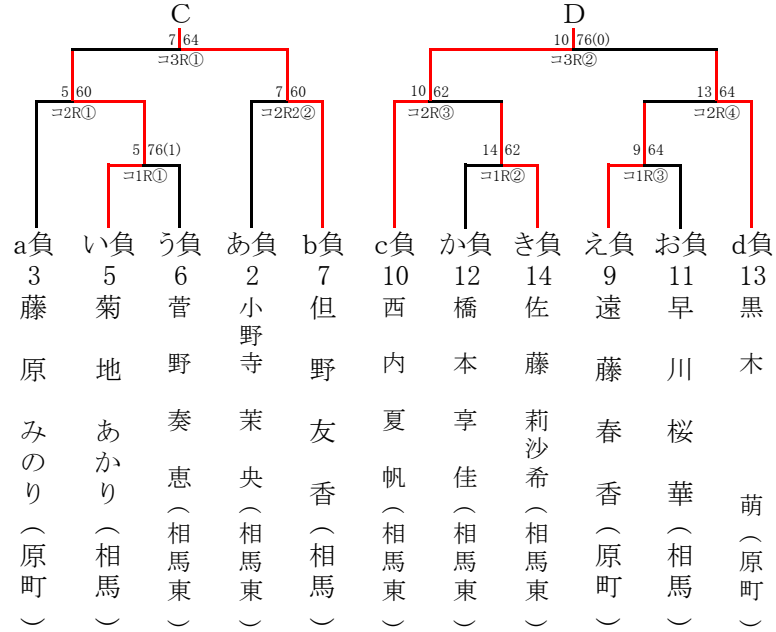 C D
7 64 10 76(0)
コ3R① コ3R②
5 60 7 60 10 62 13 64
コ2R① コ2R2② コ2R③ コ2R④
5 76(1) 14 62 9 64
コ1R① コ1R② コ1R③
a負 い負 う負 あ負 b負 c負 か負 き負 え負 お負 d負
3 5 6 2 7 10 12 14 9 11 13
藤原 みのり(原町)
菊地 あかり(相馬)
菅野 奏恵(相馬東)
小野寺 茉央(相馬東)
但野 友香(相馬)
西内 夏帆(相馬東)
橋本 享佳(相馬東)
佐藤 莉沙希(相馬東)
遠藤 春香(原町)
早川 桜華(相馬)
黒木 萌(原町)